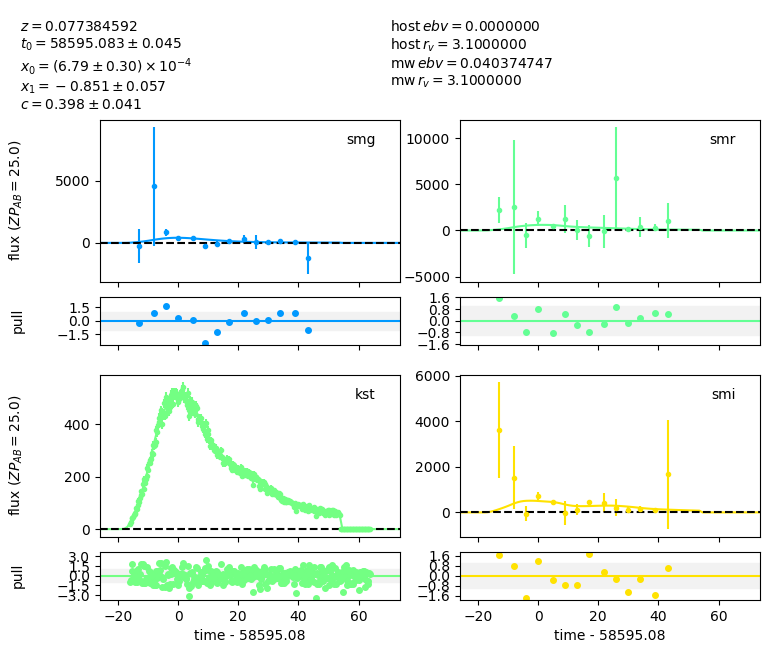 z = 0.077384592
t₀ = 58595.083 ± 0.045
x₀ = (6.79 ± 0.30) × 10⁻⁴
x₁ = −0.851 ± 0.057
c = 0.398 ± 0.041
host ebv = 0.0000000
host r_v = 3.1000000
mw ebv = 0.040374747
mw r_v = 3.1000000
flux (ZP_AB = 25.0)
5000
0
smg
10000
5000
0
−5000
smr
pull
1.5
0.0
−1.5
1.6
0.8
0.0
−0.8
−1.6
flux (ZP_AB = 25.0)
400
200
0
kst
6000
4000
2000
0
smi
pull
3.0
1.5
0.0
−1.5
−3.0
1.6
0.8
0.0
−0.8
−1.6
−20 0 20 40 60
−20 0 20 40 60
time - 58595.08
time - 58595.08